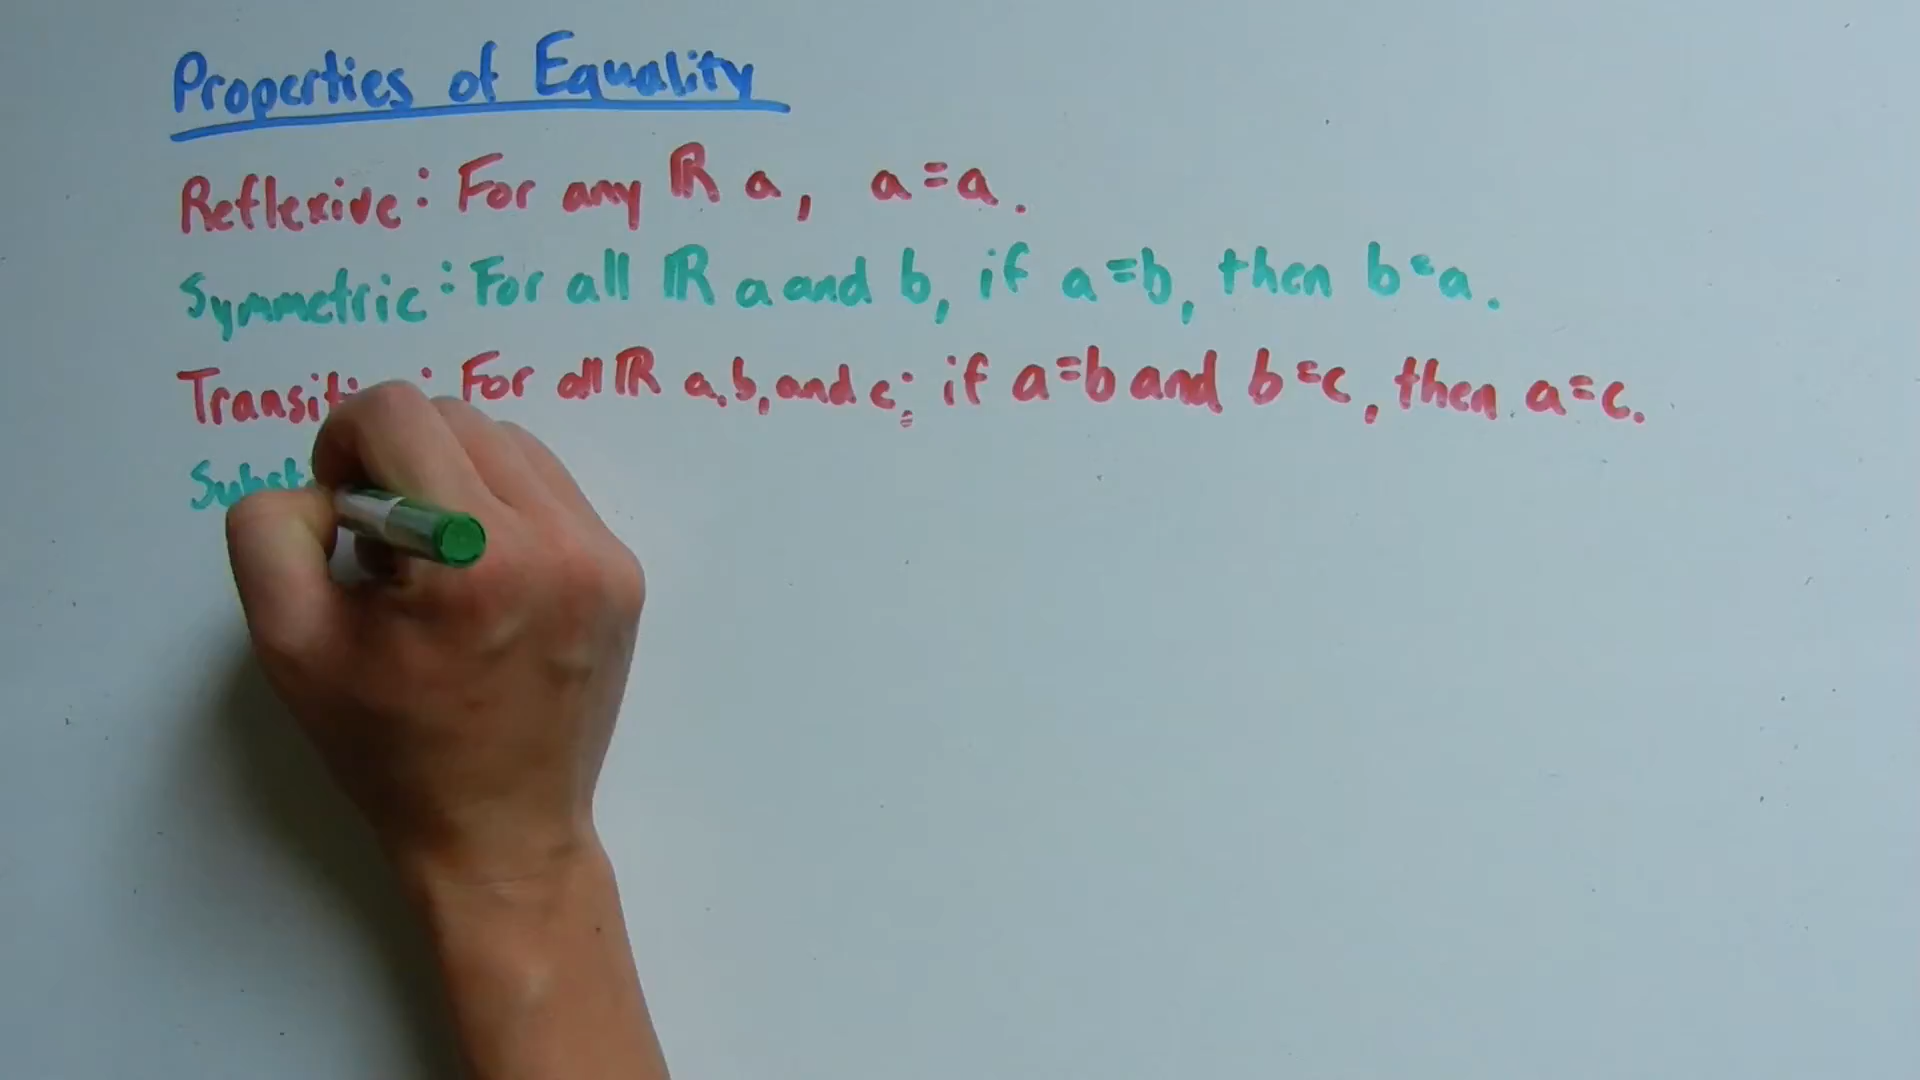 Properties of Equality
Reflexive: For any ℝ a, a=a.
Symmetric: For all ℝ a and b, if a=b, then b=a.
For all ℝ a, b, and c; if a=b and b=c, then a=c.